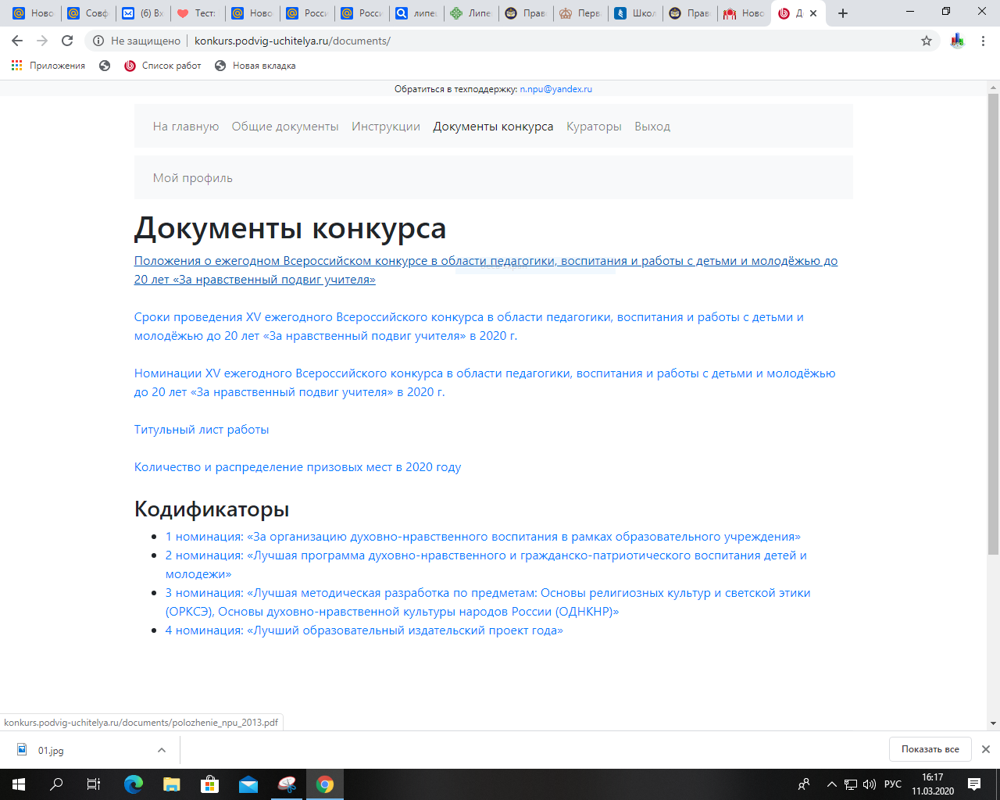 Ново
Совф
(6) Вх
Тест:
Ново
Росси
Росси
липец
Липе
Прав
Перв
Школ
Прав
Ново
Д
Не защищено
konkurs.podvig-uchitelya.ru/documents/
Приложения
Список работ
Новая вкладка
Обратиться в техподдержку: n.npu@yandex.ru
На главную Общие документы Инструкции Документы конкурса Кураторы Выход
Мой профиль
Документы конкурса
Положения о ежегодном Всероссийском конкурсе в области педагогики, воспитания и работы с детьми и молодёжью до
20 лет «За нравственный подвиг учителя»
Сроки проведения XV ежегодного Всероссийского конкурса в области педагогики, воспитания и работы с детьми и
молодёжью до 20 лет «За нравственный подвиг учителя» в 2020 г.
Номинации XV ежегодного Всероссийского конкурса в области педагогики, воспитания и работы с детьми и молодёжью
до 20 лет «За нравственный подвиг учителя» в 2020 г.
Титульный лист работы
Количество и распределение призовых мест в 2020 году
Кодификаторы
1 номинация: «За организацию духовно-нравственного воспитания в рамках образовательного учреждения»
2 номинация: «Лучшая программа духовно-нравственного и гражданско-патриотического воспитания детей и
молодежи»
3 номинация: «Лучшая методическая разработка по предметам: Основы религиозных культур и светской этики
(ОРКСЭ), Основы духовно-нравственной культуры народов России (ОДНКНР)»
4 номинация: «Лучший образовательный издательский проект года»
konkurs.podvig-uchitelya.ru/documents/polozhenie_npu_2013.pdf
01.jpg
Показать все
РУС
16:17
11.03.2020